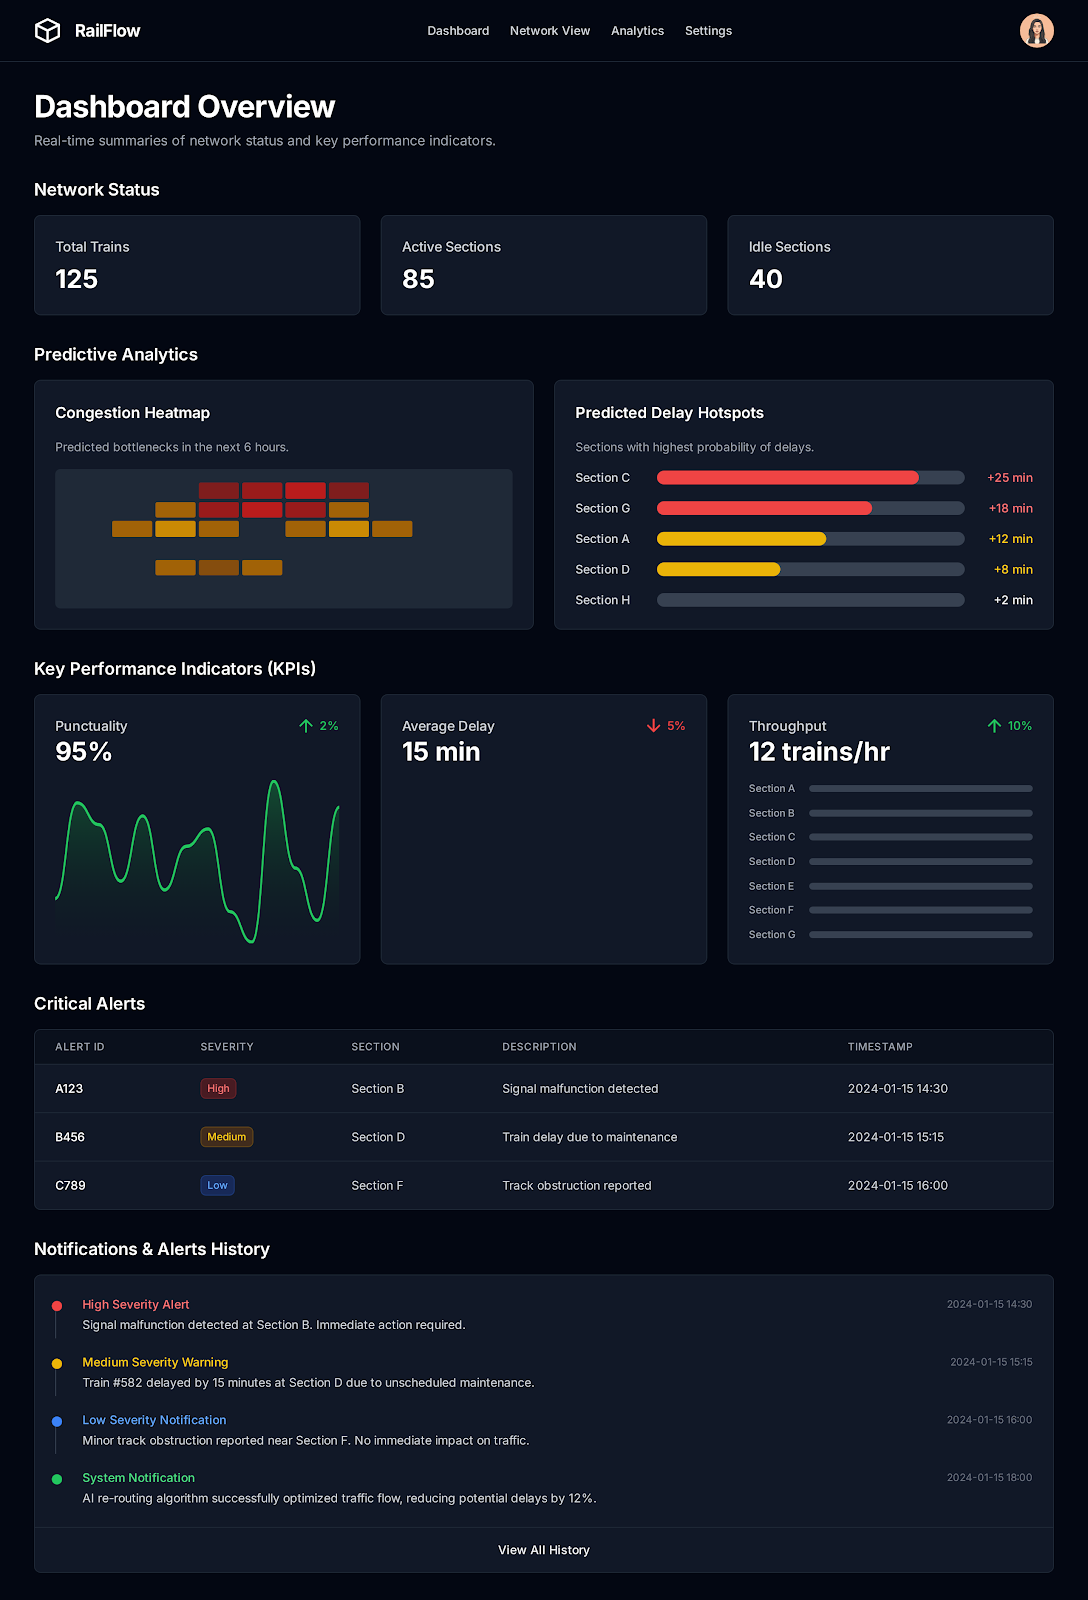 RailFlow
Dashboard Network View Analytics Settings
Dashboard Overview
Real-time summaries of network status and key performance indicators.
Network Status
Total Trains
125
Active Sections
85
Idle Sections
40
Predictive Analytics
Congestion Heatmap
Predicted bottlenecks in the next 6 hours.
Predicted Delay Hotspots
Sections with highest probability of delays.
Section C +25 min
Section G +18 min
Section A +12 min
Section D +8 min
Section H +2 min
Key Performance Indicators (KPIs)
Punctuality 2%
95%
Average Delay 5%
15 min
Throughput 10%
12 trains/hr
Section A
Section B
Section C
Section D
Section E
Section F
Section G
Critical Alerts
ALERT ID SEVERITY SECTION DESCRIPTION TIMESTAMP
A123 High Section B Signal malfunction detected 2024-01-15 14:30
B456 Medium Section D Train delay due to maintenance 2024-01-15 15:15
C789 Low Section F Track obstruction reported 2024-01-15 16:00
Notifications & Alerts History
High Severity Alert 2024-01-15 14:30
Signal malfunction detected at Section B. Immediate action required.
Medium Severity Warning 2024-01-15 15:15
Train #582 delayed by 15 minutes at Section D due to unscheduled maintenance.
Low Severity Notification 2024-01-15 16:00
Minor track obstruction reported near Section F. No immediate impact on traffic.
System Notification 2024-01-15 18:00
AI re-routing algorithm successfully optimized traffic flow, reducing potential delays by 12%.
View All History